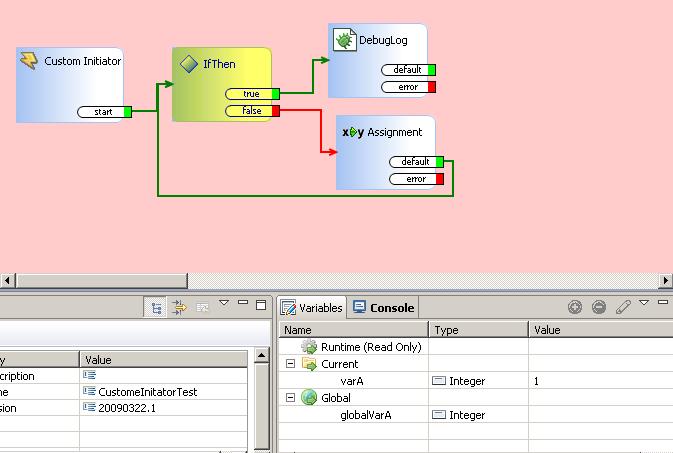 DebugLog
Custom Initiator
IfThen
default
true
error
start
false
x y Assignment
default
error
Variables
Console
y
Value
Name
Type
Value
Runtime (Read Only)
cription
Current
me
CustomeInitatorTest
varA
Integer
1
sion
20090322.1
Global
globalVarA
Integer